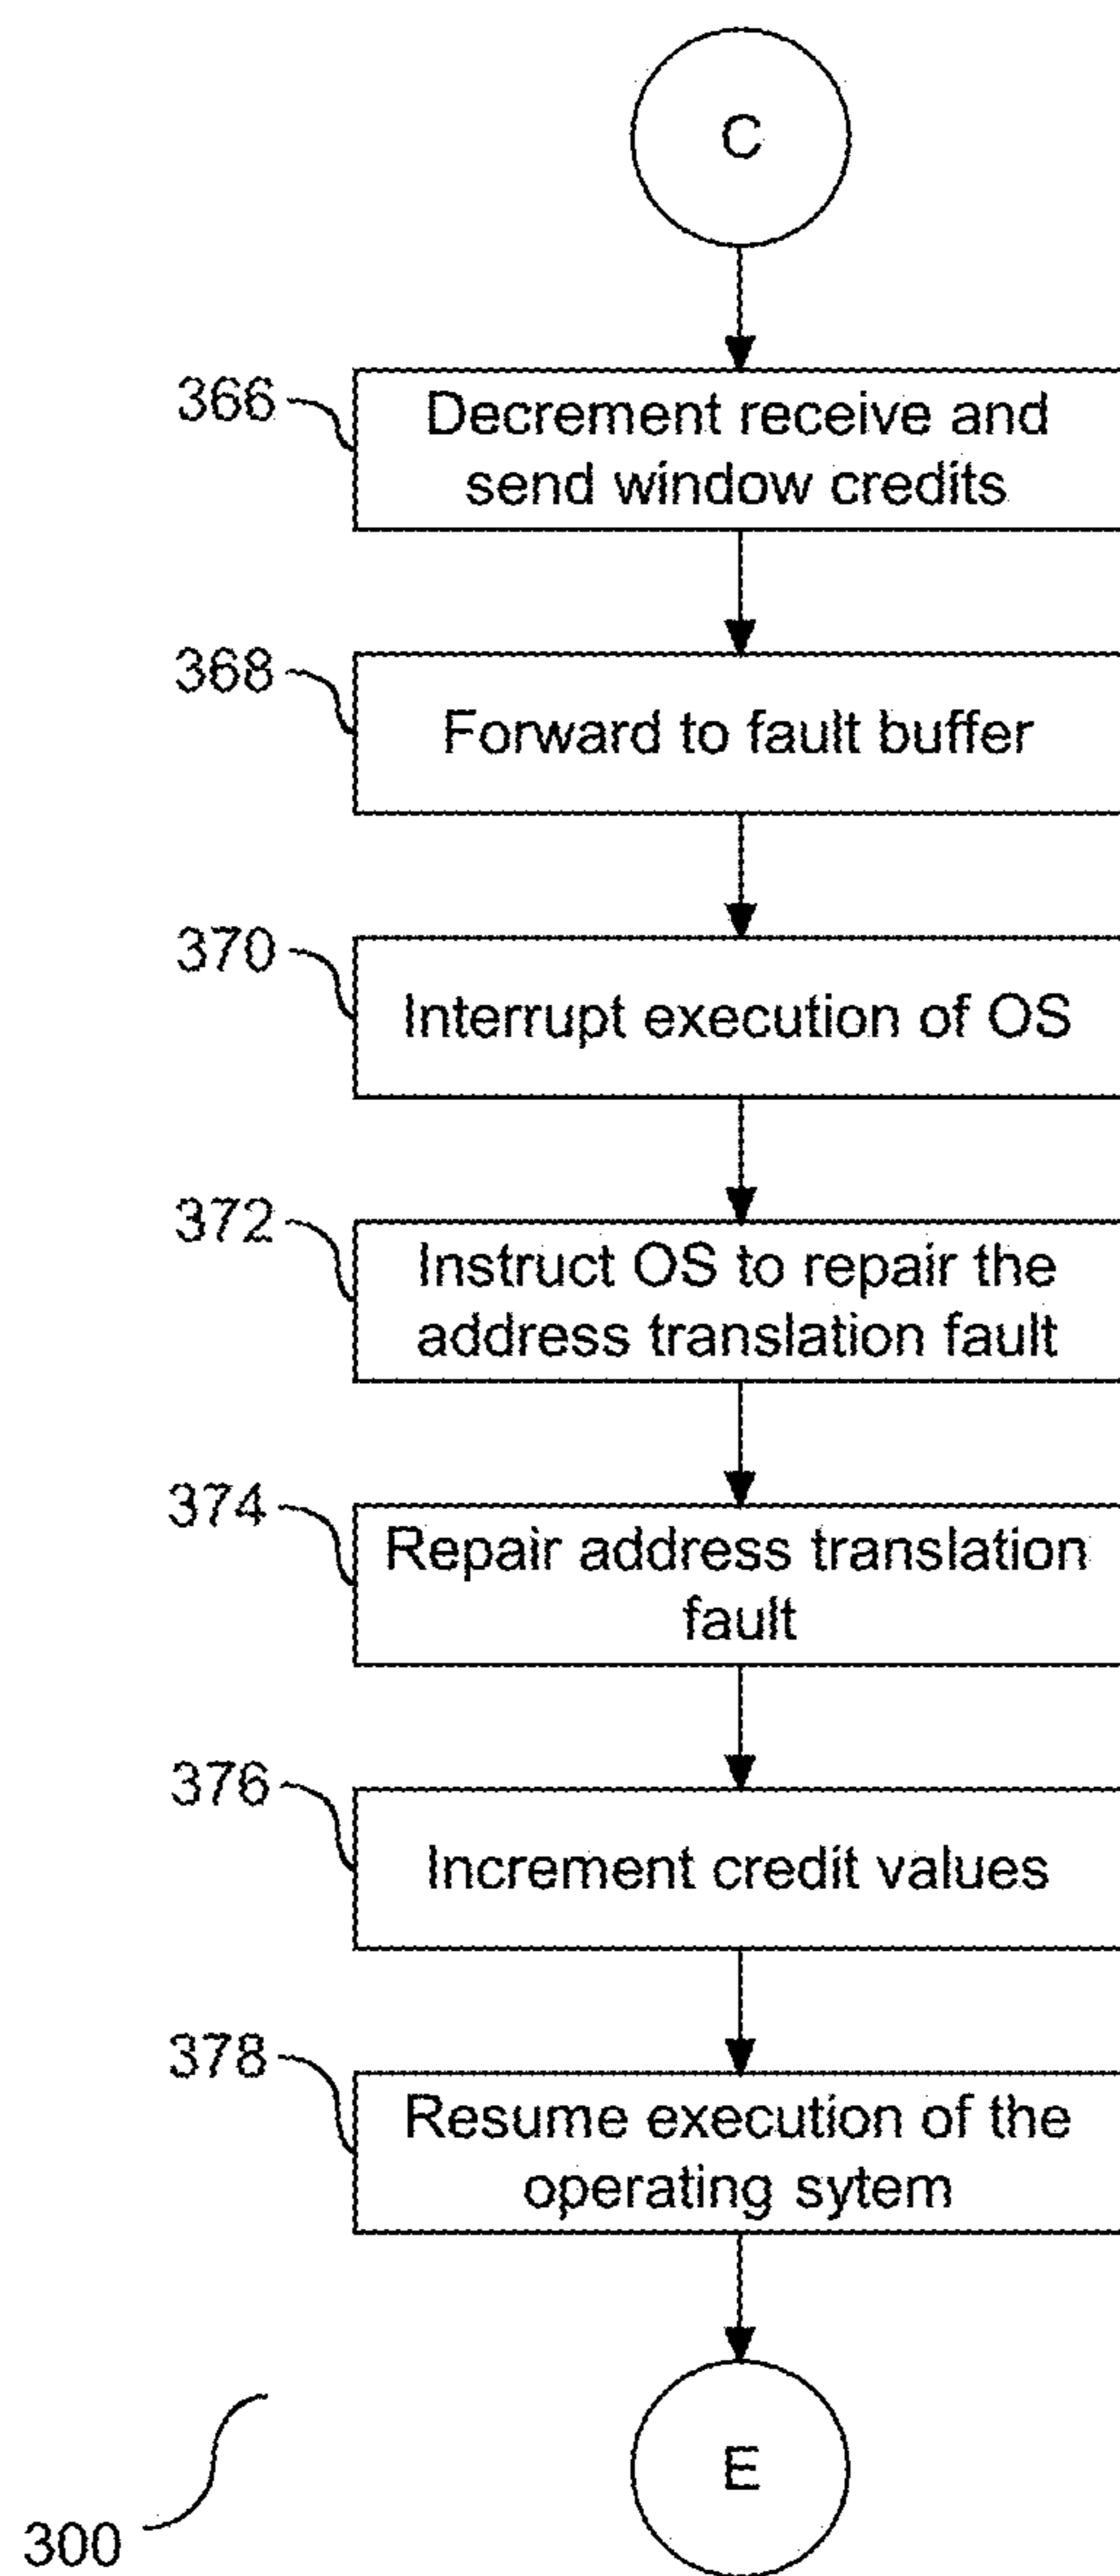 C
366
Decrement receive and
send window credits
368
Forward to fault buffer
370
Interrupt execution of OS
372
Instruct OS to repair the
address translation fault
374
Repair address translation
fault
376
Increment credit values
378
Resume execution of the
operating sytem
E
300